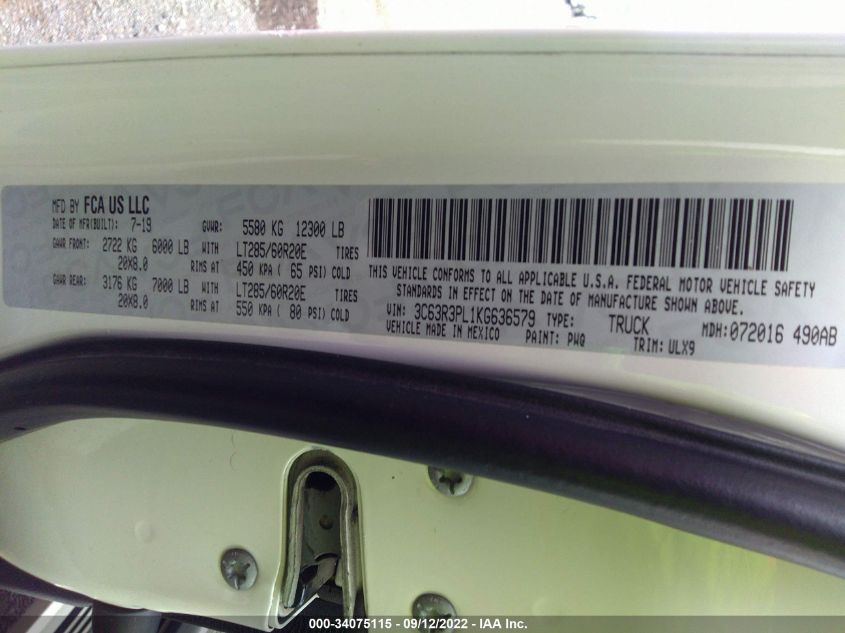 MFD BY FCA US LLC
DATE OF MFR(BUILT): 7-19 GVWR: 5580 KG 12300 LB
GAWR FRONT: 2722 KG 6000 LB WITH LT285/60R20E TIRES
20X8.0 RIMS AT 450 KPA ( 65 PSI) COLD
GAWR REAR: 3176 KG 7000 LB WITH LT285/60R20E TIRES
20X8.0 RIMS AT 550 KPA ( 80 PSI) COLD
THIS VEHICLE CONFORMS TO ALL APPLICABLE U.S.A. FEDERAL MOTOR VEHICLE SAFETY
STANDARDS IN EFFECT ON THE DATE OF MANUFACTURE SHOWN ABOVE.
VIN: 3C63R3PL1KG636579 TYPE: TRUCK MDH:072016 490AB
VEHICLE MADE IN MEXICO PAINT: PWQ TRIM: ULX9
000-34075115 - 09/12/2022 - IAA Inc.